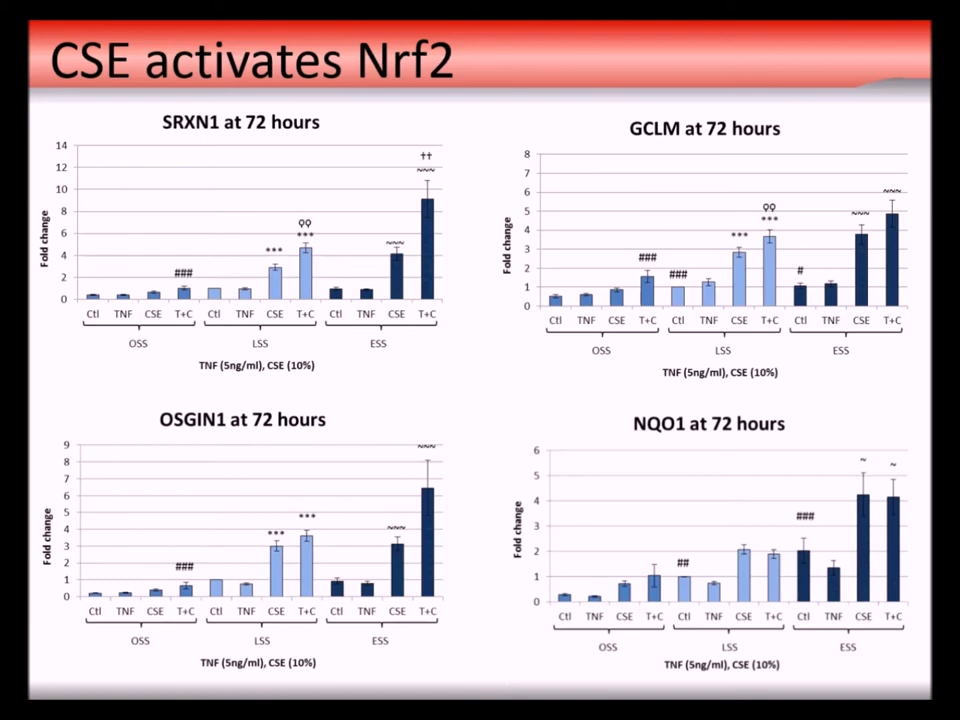 CSE activates Nrf2
SRXN1 at 72 hours
Fold change
14
12
10
8
6
4
2
0
###
***
♀♀
***
~~~
††
~~~
Ctl TNF CSE T+C Ctl TNF CSE T+C Ctl TNF CSE T+C
OSS LSS ESS
TNF (5ng/ml), CSE (10%)
GCLM at 72 hours
Fold change
8
7
6
5
4
3
2
1
0
###
###
***
♀♀
***
#
~~~
~~~
Ctl TNF CSE T+C Ctl TNF CSE T+C Ctl TNF CSE T+C
OSS LSS ESS
TNF (5ng/ml), CSE (10%)
OSGIN1 at 72 hours
Fold change
9
8
7
6
5
4
3
2
1
0
###
***
***
~~~
~~~
Ctl TNF CSE T+C Ctl TNF CSE T+C Ctl TNF CSE T+C
OSS LSS ESS
TNF (5ng/ml), CSE (10%)
NQO1 at 72 hours
Fold change
6
5
4
3
2
1
0
##
###
~
~
Ctl TNF CSE T+C Ctl TNF CSE T+C Ctl TNF CSE T+C
OSS LSS ESS
TNF (5ng/ml), CSE (10%)